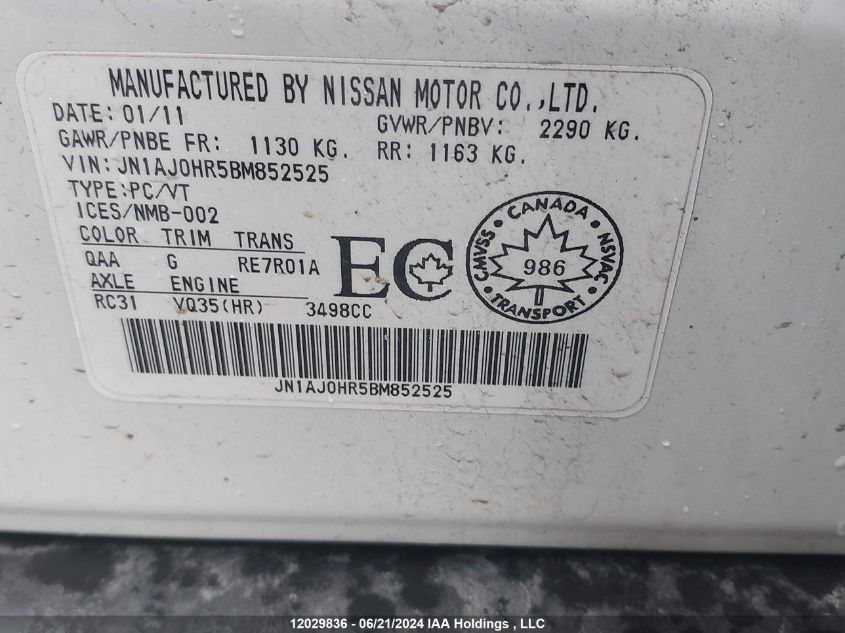 MANUFACTURED BY NISSAN MOTOR CO.,LTD.
DATE: 01/11 GVWR/PNBV: 2290 KG.
GAWR/PNBE FR: 1130 KG. RR: 1163 KG.
VIN: JN1AJ0HR5BM852525
TYPE:PC/VT
ICES/NMB-002
COLOR TRIM TRANS
QAA G RE7R01A
AXLE ENGINE
RC31 VQ35(HR) 3498CC
EC
CANADA
CMVSS 986 NSVAC
TRANSPORT
JN1AJ0HR5BM852525
12029836 - 06/21/2024 IAA Holdings , LLC